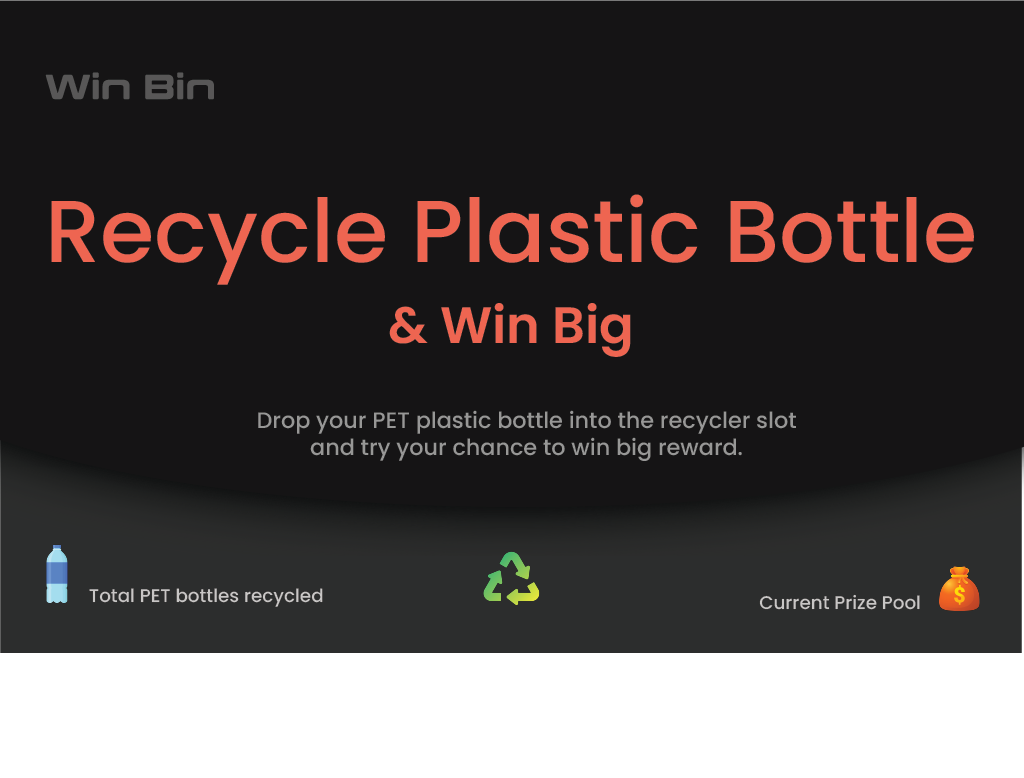 Win Bin
Recycle Plastic Bottle
& Win Big
Drop your PET plastic bottle into the recycler slot
and try your chance to win big reward.
Total PET bottles recycled
Current Prize Pool
$